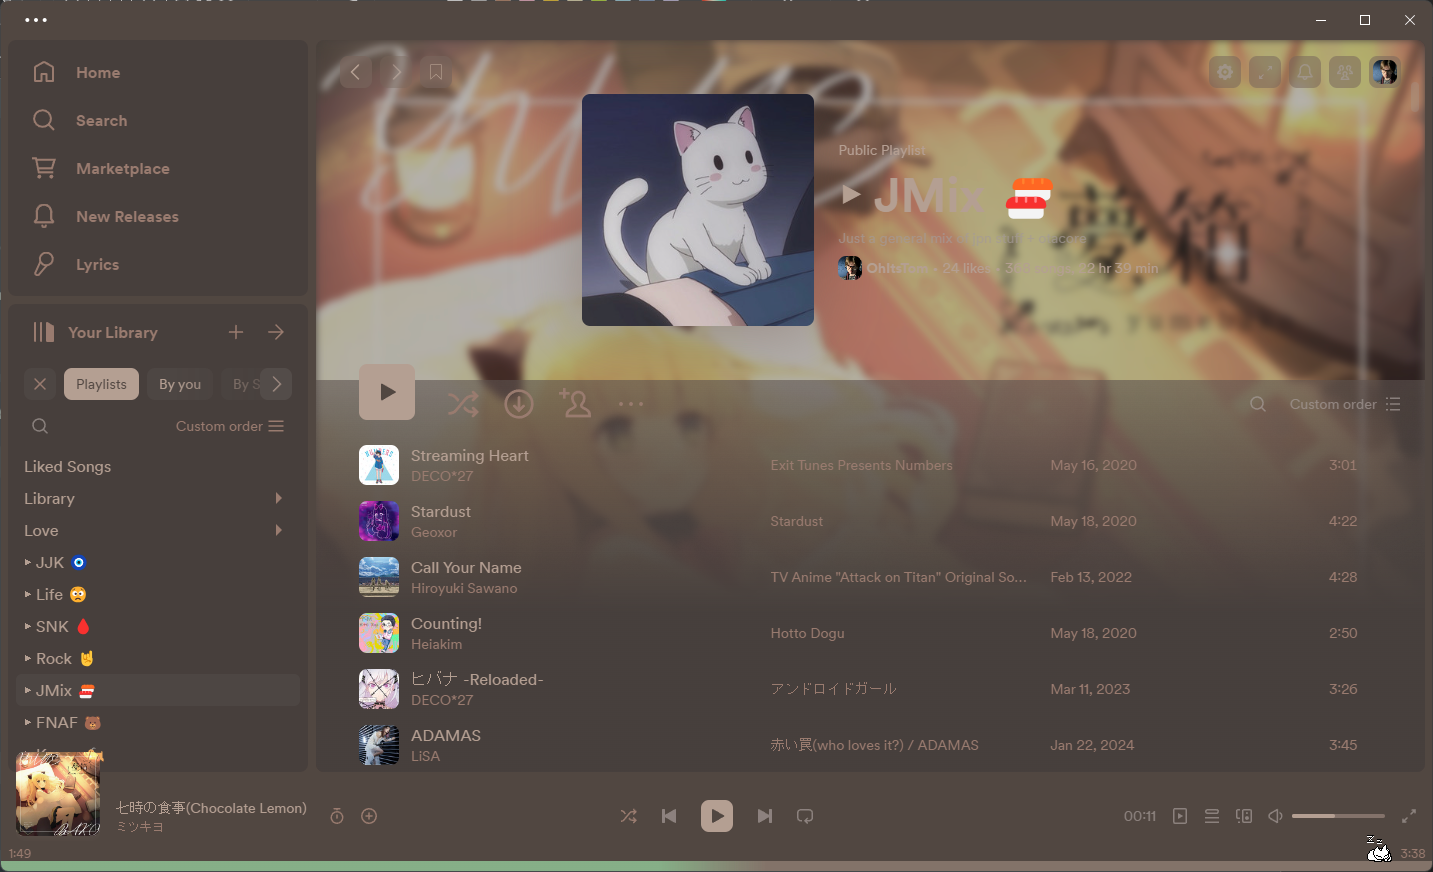 Home
Search
Marketplace
New Releases
Lyrics
Your Library
Playlists
By you
By S
Custom order
Liked Songs
Library
Love
JJK 🧿
Life 😳
SNK 🩸
Rock 🤘
JMix 🍣
FNAF 🐻
Public Playlist
JMix 🍣
Just a general mix
24 likes
22 hr 39 min
Custom order
Streaming Heart
DECO*27
Exit Tunes Presents Numbers
May 16, 2020
3:01
Stardust
Geoxor
Stardust
May 18, 2020
4:22
Call Your Name
Hiroyuki Sawano
TV Anime "Attack on Titan" Original So...
Feb 13, 2022
4:28
Counting!
Heiakim
Hotto Dogu
May 18, 2020
2:50
ヒバナ -Reloaded-
DECO*27
アンドロイドガール
Mar 11, 2023
3:26
ADAMAS
LiSA
赤い罠(who loves it?) / ADAMAS
Jan 22, 2024
3:45
七時の食事(Chocolate Lemon)
ミツキヨ
00:11
1:49
3:38